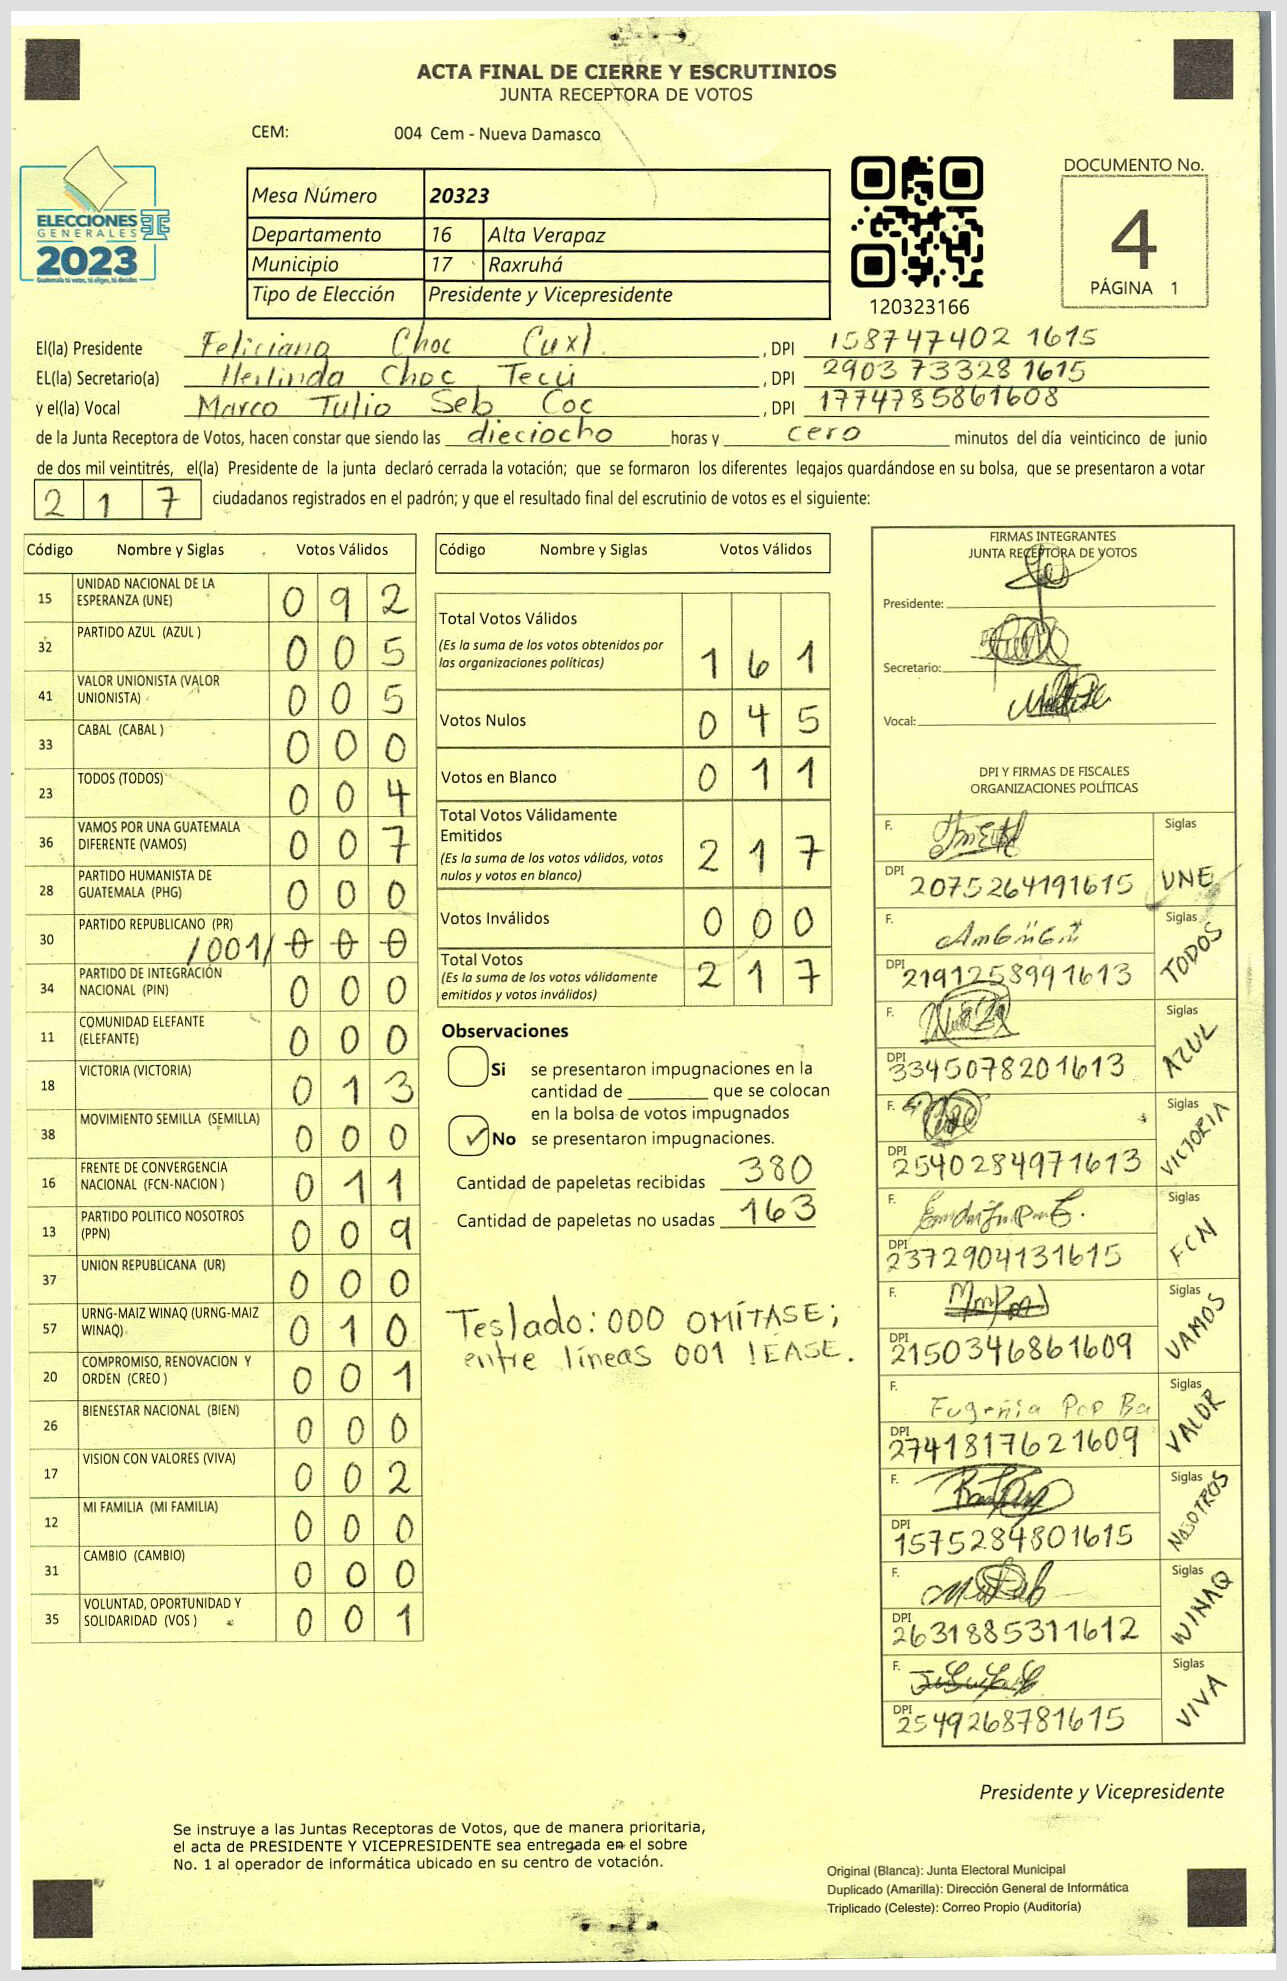 ACTA FINAL DE CIERRE Y ESCRUTINIOS
JUNTA RECEPTORA DE VOTOS
CEM: 004 Cem - Nueva Damasco
ELECCIONES
GENERALES
2023
Guatemala tú votas, tú eliges, tú decides
Mesa Número 20323
Departamento 16 Alta Verapaz
Municipio 17 Raxruhá
Tipo de Elección Presidente y Vicepresidente
120323166
DOCUMENTO No.
4
PÁGINA 1
El(la) Presidente Feliciano Choc Cuxl. , DPI 158747402 1615
EL(la) Secretario(a) Herlinda Choc Tecú , DPI 2903 73328 1615
y el(la) Vocal Marco Tulio Seb Coc , DPI 1774735861608
de la Junta Receptora de Votos, hacen constar que siendo las dieciocho horas y cero minutos del día veinticinco de junio
de dos mil veintitrés, el(la) Presidente de la junta declaró cerrada la votación; que se formaron los diferentes legajos quardándose en su bolsa, que se presentaron a votar
2 1 7 ciudadanos registrados en el padrón; y que el resultado final del escrutinio de votos es el siguiente:
Código Nombre y Siglas Votos Válidos
15 UNIDAD NACIONAL DE LA ESPERANZA (UNE) 0 9 2
32 PARTIDO AZUL (AZUL ) 0 0 5
41 VALOR UNIONISTA (VALOR UNIONISTA) 0 0 5
33 CABAL (CABAL ) 0 0 0
23 TODOS (TODOS) 0 0 4
36 VAMOS POR UNA GUATEMALA DIFERENTE (VAMOS) 0 0 7
28 PARTIDO HUMANISTA DE GUATEMALA (PHG) 0 0 0
30 PARTIDO REPUBLICANO (PR) /001/ 0 0 0
34 PARTIDO DE INTEGRACIÓN NACIONAL (PIN) 0 0 0
11 COMUNIDAD ELEFANTE (ELEFANTE) 0 0 0
18 VICTORIA (VICTORIA) 0 1 3
38 MOVIMIENTO SEMILLA (SEMILLA) 0 0 0
16 FRENTE DE CONVERGENCIA NACIONAL (FCN-NACION ) 0 1 1
13 PARTIDO POLITICO NOSOTROS (PPN) 0 0 9
37 UNION REPUBLICANA (UR) 0 0 0
57 URNG-MAIZ WINAQ (URNG-MAIZ WINAQ) 0 1 0
20 COMPROMISO, RENOVACION Y ORDEN (CREO ) 0 0 1
26 BIENESTAR NACIONAL (BIEN) 0 0 0
17 VISION CON VALORES (VIVA) 0 0 2
12 MI FAMILIA (MI FAMILIA) 0 0 0
31 CAMBIO (CAMBIO) 0 0 0
35 VOLUNTAD, OPORTUNIDAD Y SOLIDARIDAD (VOS ) 0 0 1
Código Nombre y Siglas Votos Válidos
Total Votos Válidos
(Es la suma de los votos obtenidos por
las organizaciones políticas) 1 6 1
Votos Nulos 0 4 5
Votos en Blanco 0 1 1
Total Votos Válidamente
Emitidos
(Es la suma de los votos válidos, votos
nulos y votos en blanco) 2 1 7
Votos Inválidos 0 0 0
Total Votos
(Es la suma de los votos válidamente
emitidos y votos inválidos) 2 1 7
Observaciones
Si se presentaron impugnaciones en la
cantidad de ________ que se colocan
en la bolsa de votos impugnados
✓ No se presentaron impugnaciones.
Cantidad de papeletas recibidas 380
Cantidad de papeletas no usadas 163
Teslado: 000 OMÍTASE;
entre líneas 001 lEASE.
FIRMAS INTEGRANTES
JUNTA RECEPTORA DE VOTOS
Presidente:
Secretario:
Vocal:
DPI Y FIRMAS DE FISCALES
ORGANIZACIONES POLÍTICAS
F. Siglas
DPI 2075264191615 UNE
F. Siglas
DPI 2191258991613 TODOS
F. Siglas
DPI 3345078201613 AZUL
F. Siglas
DPI 2540284971613 VICTORIA
F. Siglas
DPI 2372904131615 FCN
F. Siglas
DPI 2150346861609 VAMOS
F. Eugenia Pop Ba Siglas
DPI 2741817621609 VALOR
F. Siglas
DPI 1575284801615 NOSOTROS
F. Siglas
DPI 2631885311612 WINAQ
F. Siglas
DPI 2549268781615 VIVA
Presidente y Vicepresidente
Se instruye a las Juntas Receptoras de Votos, que de manera prioritaria,
el acta de PRESIDENTE Y VICEPRESIDENTE sea entregada en el sobre
No. 1 al operador de informática ubicado en su centro de votación.
Original (Blanca): Junta Electoral Municipal
Duplicado (Amarilla): Dirección General de Informática
Triplicado (Celeste): Correo Propio (Auditoría)